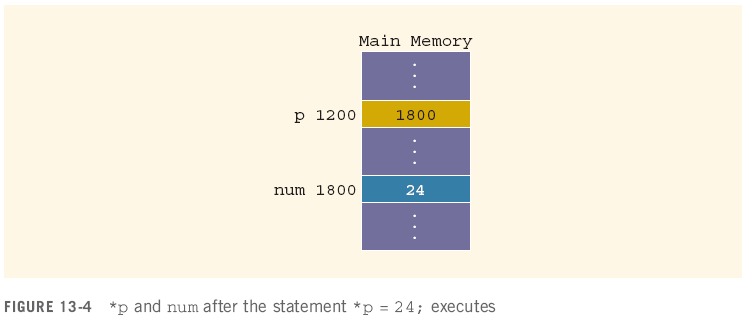 Main Memory
p 1200 1800
num 1800 24
FIGURE 13-4 *p and num after the statement *p = 24; executes